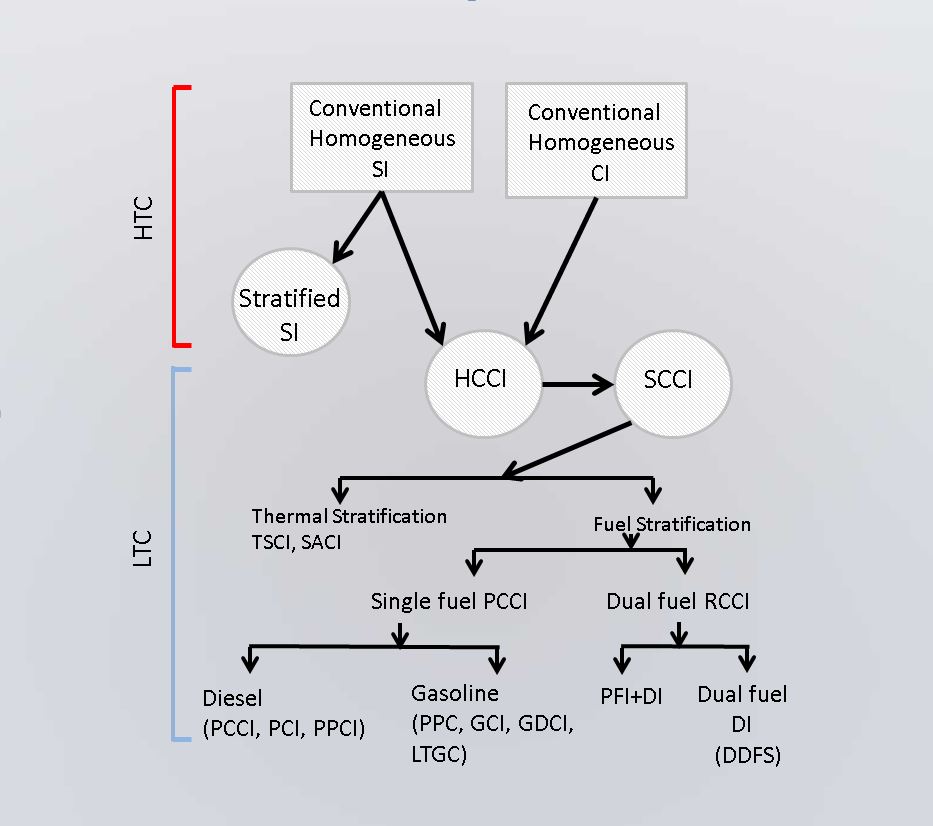 HTC
Conventional
Homogeneous
SI
Conventional
Homogeneous
CI
Stratified
SI
HCCI
SCCI
LTC
Thermal Stratification
TSCI, SACI
Fuel Stratification
Single fuel PCCI
Dual fuel RCCI
Diesel
(PCCI, PCI, PPCI)
Gasoline
(PPC, GCI, GDCI,
LTGC)
PFI+DI
Dual fuel
DI
(DDFS)